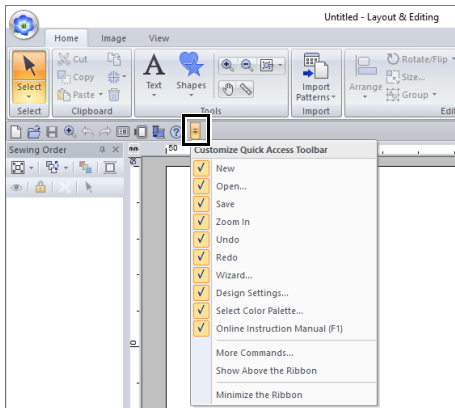 Untitled - Layout & Editing
Home Image View
Select
Cut
Copy
Paste
Text
Shapes
Import
Patterns
Arrange
Rotate/Flip
Size...
Group
Select Clipboard Tools Import Edi
Sewing Order
mm
50
Customize Quick Access Toolbar
New
Open...
Save
Zoom In
Undo
Redo
Wizard...
Design Settings...
Select Color Palette...
Online Instruction Manual (F1)
More Commands...
Show Above the Ribbon
Minimize the Ribbon
0